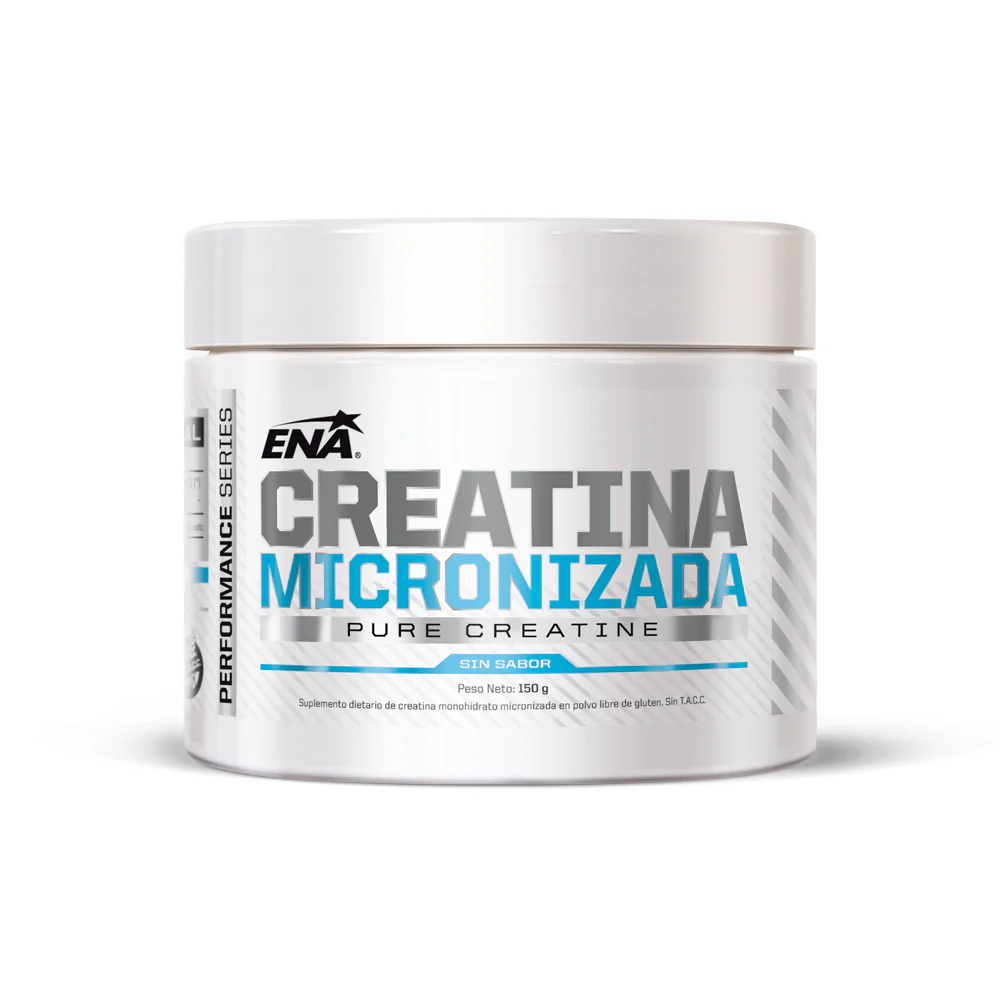 ENA®
CREATINA
MICRONIZADA
PURE CREATINE
SIN SABOR
Peso Neto: 150 g
Suplemento dietario de creatina monohidrato micronizada en polvo libre de gluten. Sin T.A.C.C.
PERFORMANCE SERIES